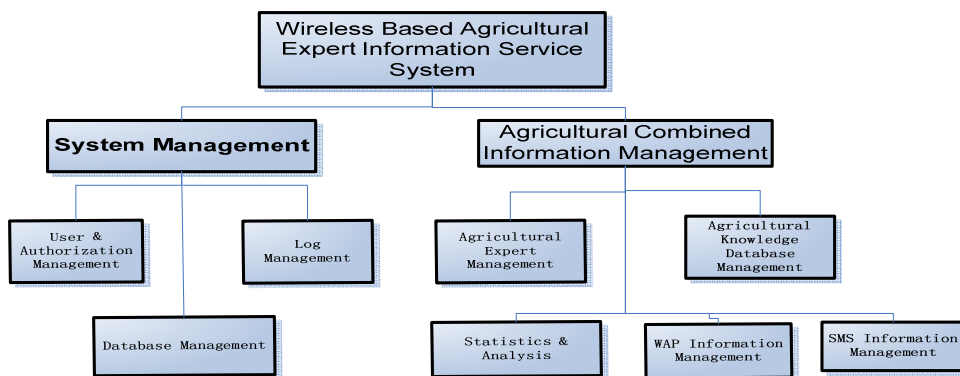 Wireless Based Agricultural
Expert Information Service
System
System Management
Agricultural Combined
Information Management
User &
Authorization
Management
Log
Management
Agricultural
Expert
Management
Agricultural
Knowledge
Database
Management
Database Management
Statistics &
Analysis
WAP Information
Management
SMS Information
Management